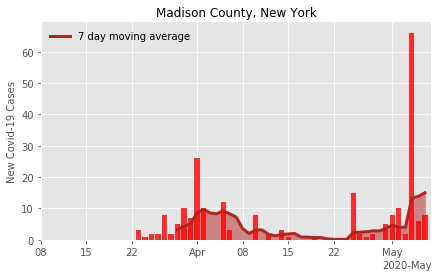 Madison County, New York
7 day moving average
New Covid-19 Cases
60
50
40
30
20
10
0
08 15 22 Apr 08 15 22 May
2020-May